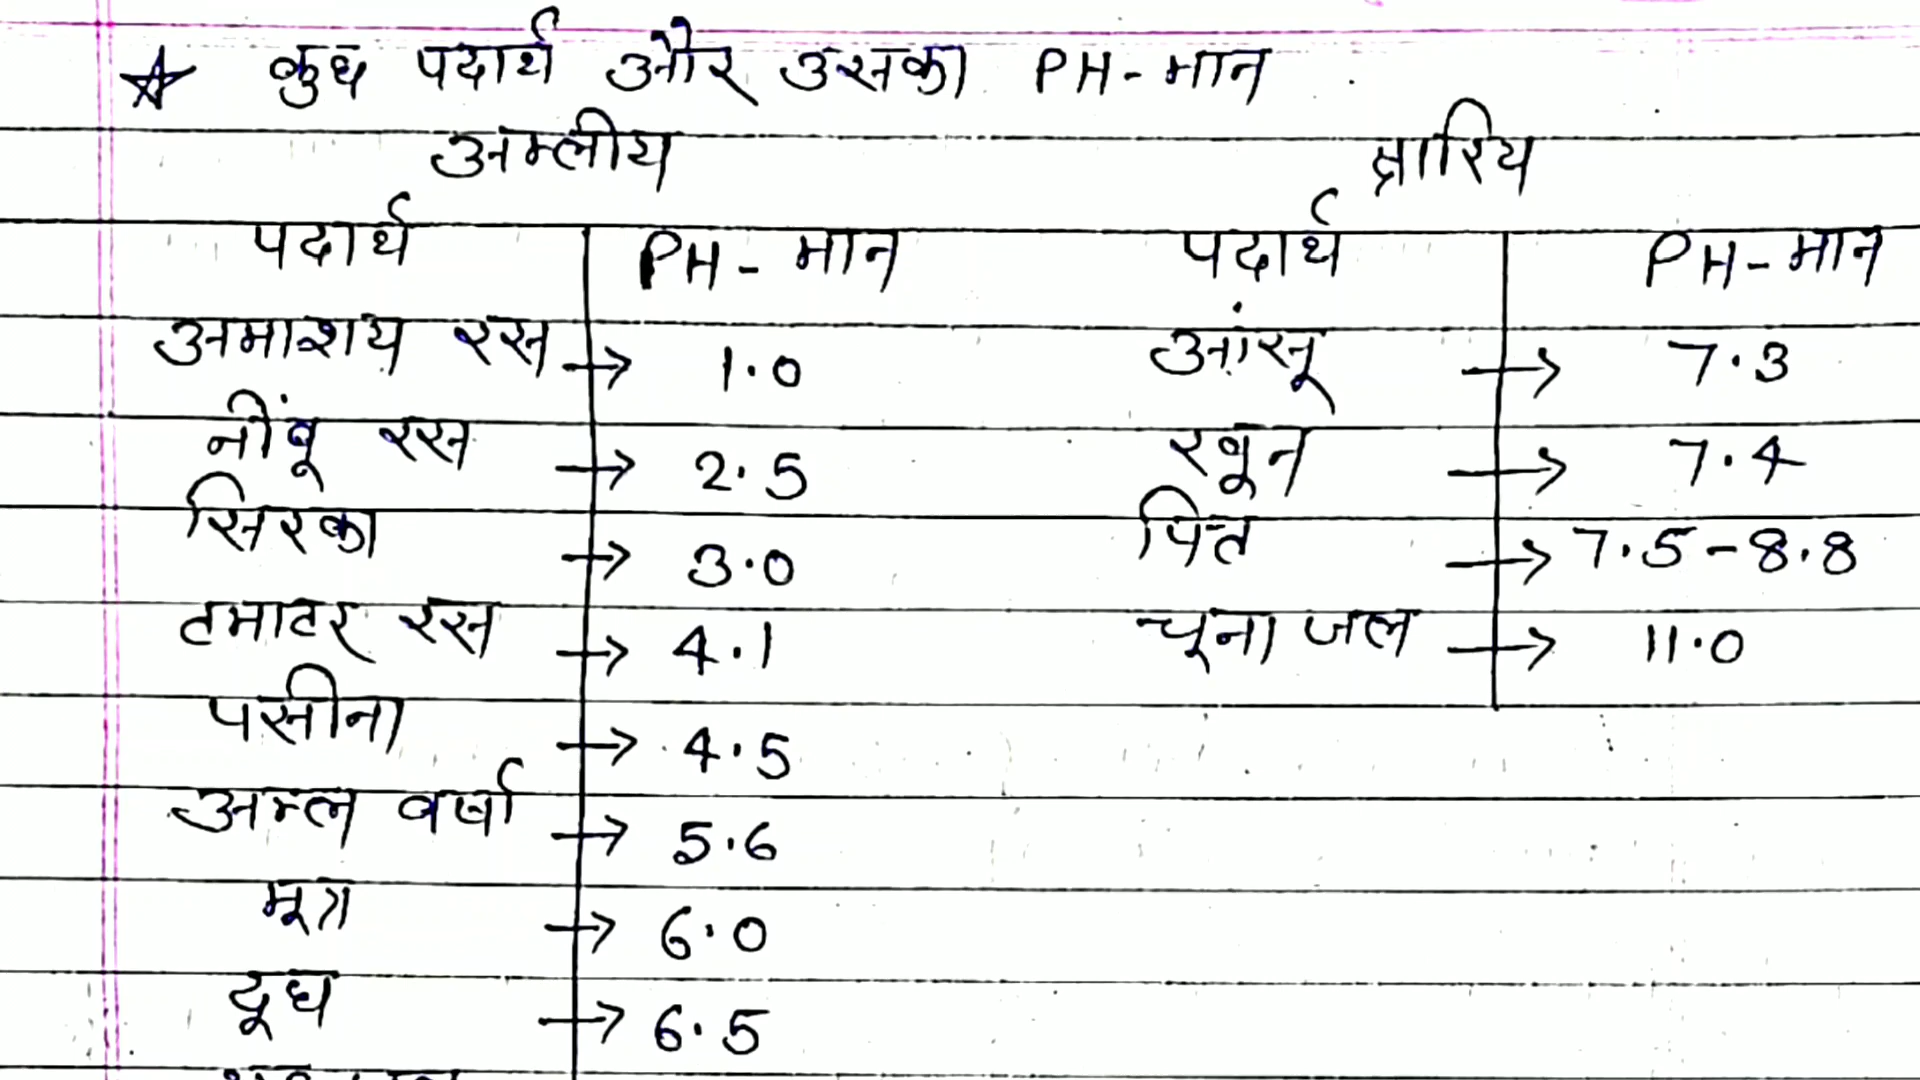 ☆ कुछ पदार्थ और उसका PH-मान
अम्लीय क्षारिय
पदार्थ PH- मान पदार्थ PH-मान
अमाशय रस → 1.0 आंसू → 7.3
नींबू रस → 2.5 खून → 7.4
सिरका → 3.0 पित → 7.5-8.8
टमाटर रस → 4.1 चूना जल → 11.0
पसीना → 4.5
अम्ल वर्षा → 5.6
मूत्र → 6.0
दूध → 6.5